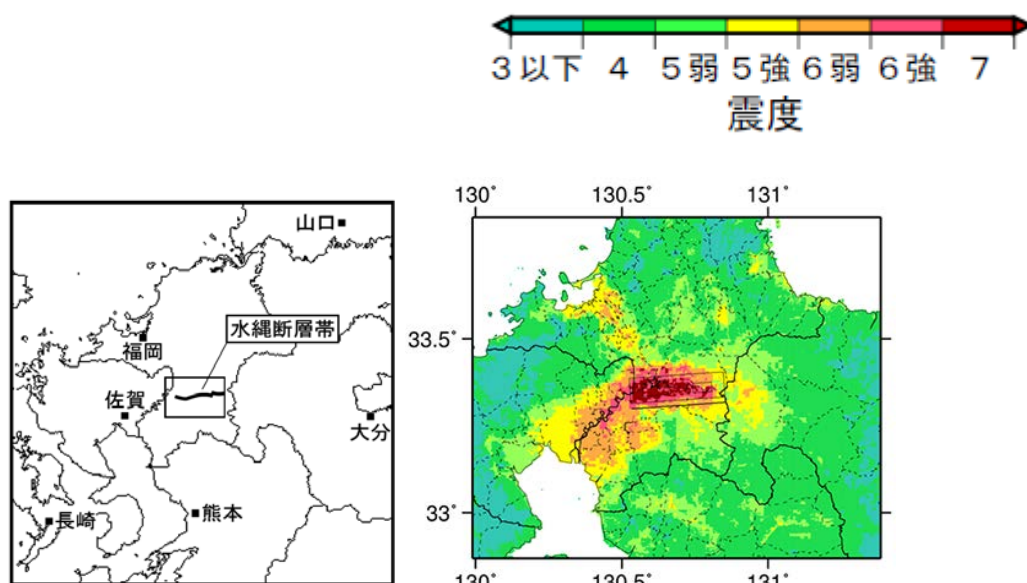 3以下 4 5弱 5強 6弱 6強 7
震度
山口
水縄断層帯
福岡
佐賀
大分
長崎
熊本
130° 130.5° 131°
33.5°
33°
130° 130.5° 131°